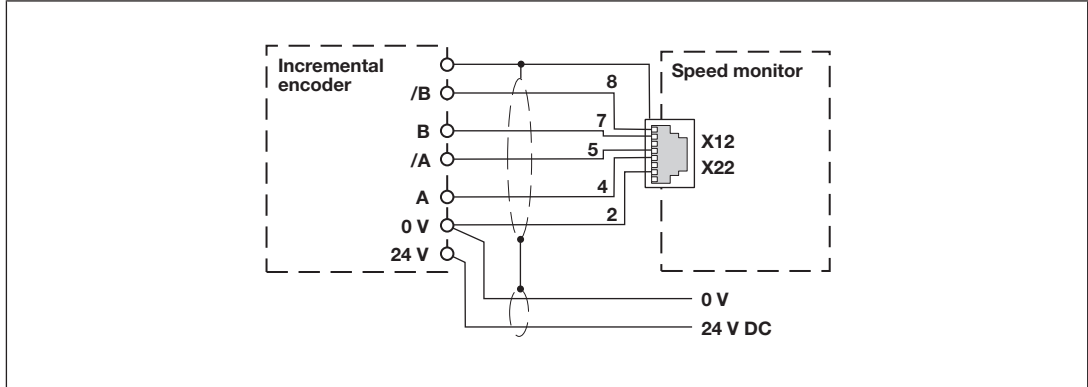 Incremental
encoder
Speed monitor
/B
8
B
7
X12
/A
5
X22
A
4
0 V
2
24 V
0 V
24 V DC